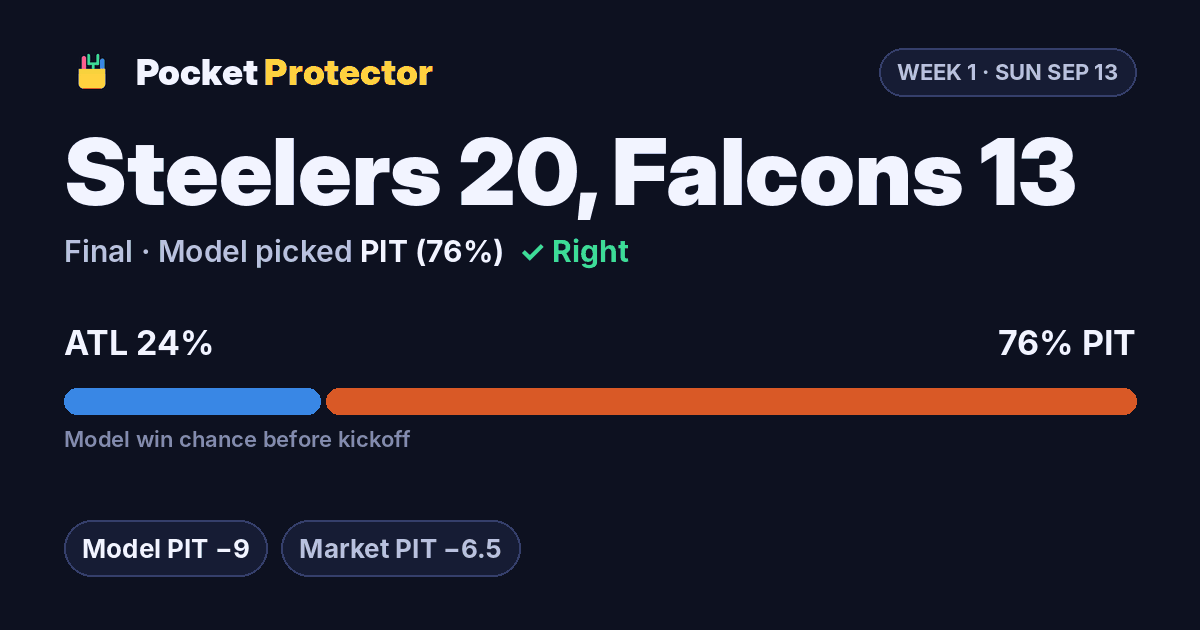 Pocket Protector
WEEK 1 · SUN SEP 13
Steelers 20, Falcons 13
Final · Model picked PIT (76%) ✓ Right
ATL 24%
76% PIT
Model win chance before kickoff
Model PIT −9
Market PIT −6.5